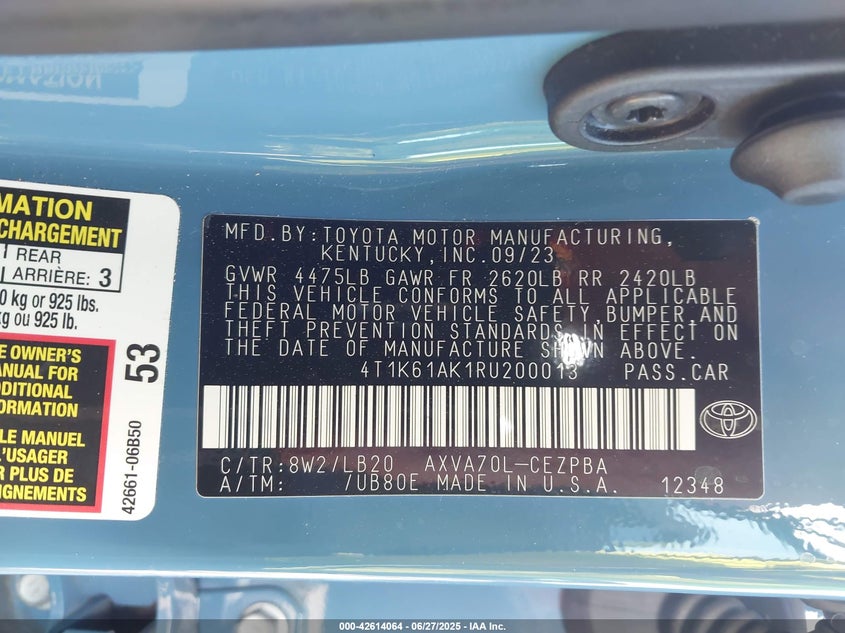 MATION
CHARGEMENT
REAR
ARRIÈRE: 3
0 kg or 925 lbs.
kg ou 925 lb.
E OWNER'S
ANUAL FOR
DDITIONAL
FORMATION
LE MANUEL
L'USAGER
R PLUS DE
GNEMENTS
53
42661-06B50
MFD.BY:TOYOTA MOTOR MANUFACTURING,
KENTUCKY,INC.09/23
GVWR 4475LB GAWR FR 2620LB RR 2420LB
THIS VEHICLE CONFORMS TO ALL APPLICABLE
FEDERAL MOTOR VEHICLE SAFETY,BUMPER,AND
THEFT PREVENTION STANDARDS IN EFFECT ON
THE DATE OF MANUFACTURE SHOWN ABOVE.
4T1K61AK1RU200013 PASS.CAR
C/TR:8W2/LB20 AXVA70L-CEZPBA
A/TM: /UB80E MADE IN U.S.A. 12348
000-42614064 - 06/27/2025 - IAA Inc.